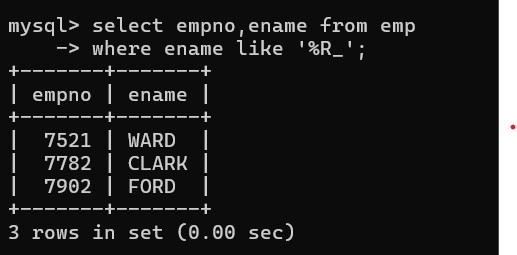 mysql> select empno,ename from emp
    -> where ename like '%R_';
+-------+-------+
| empno | ename |
+-------+-------+
|  7521 | WARD  |
|  7782 | CLARK |
|  7902 | FORD  |
+-------+-------+
3 rows in set (0.00 sec)